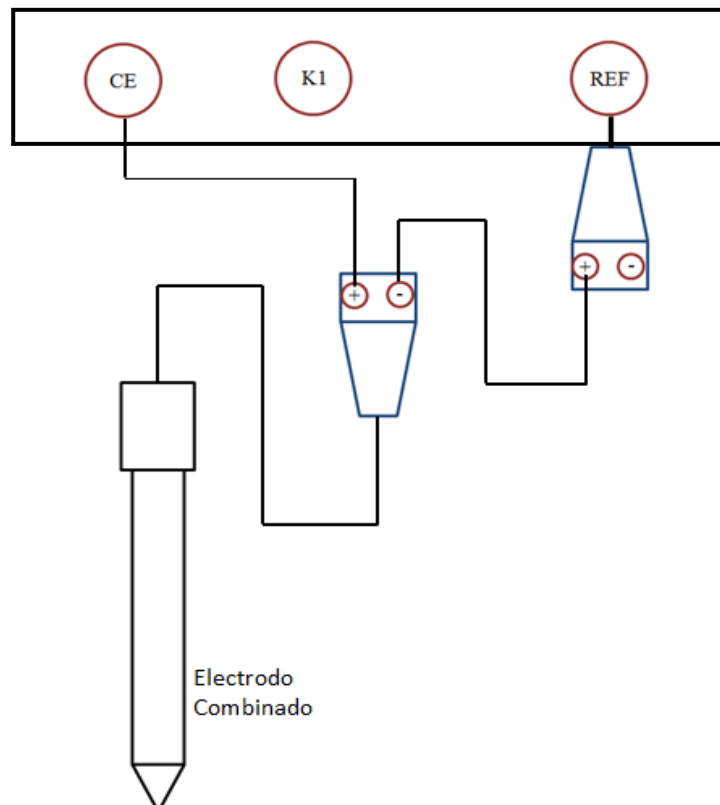 CE
K1
REF
+
-
+
-
Electrodo
Combinado